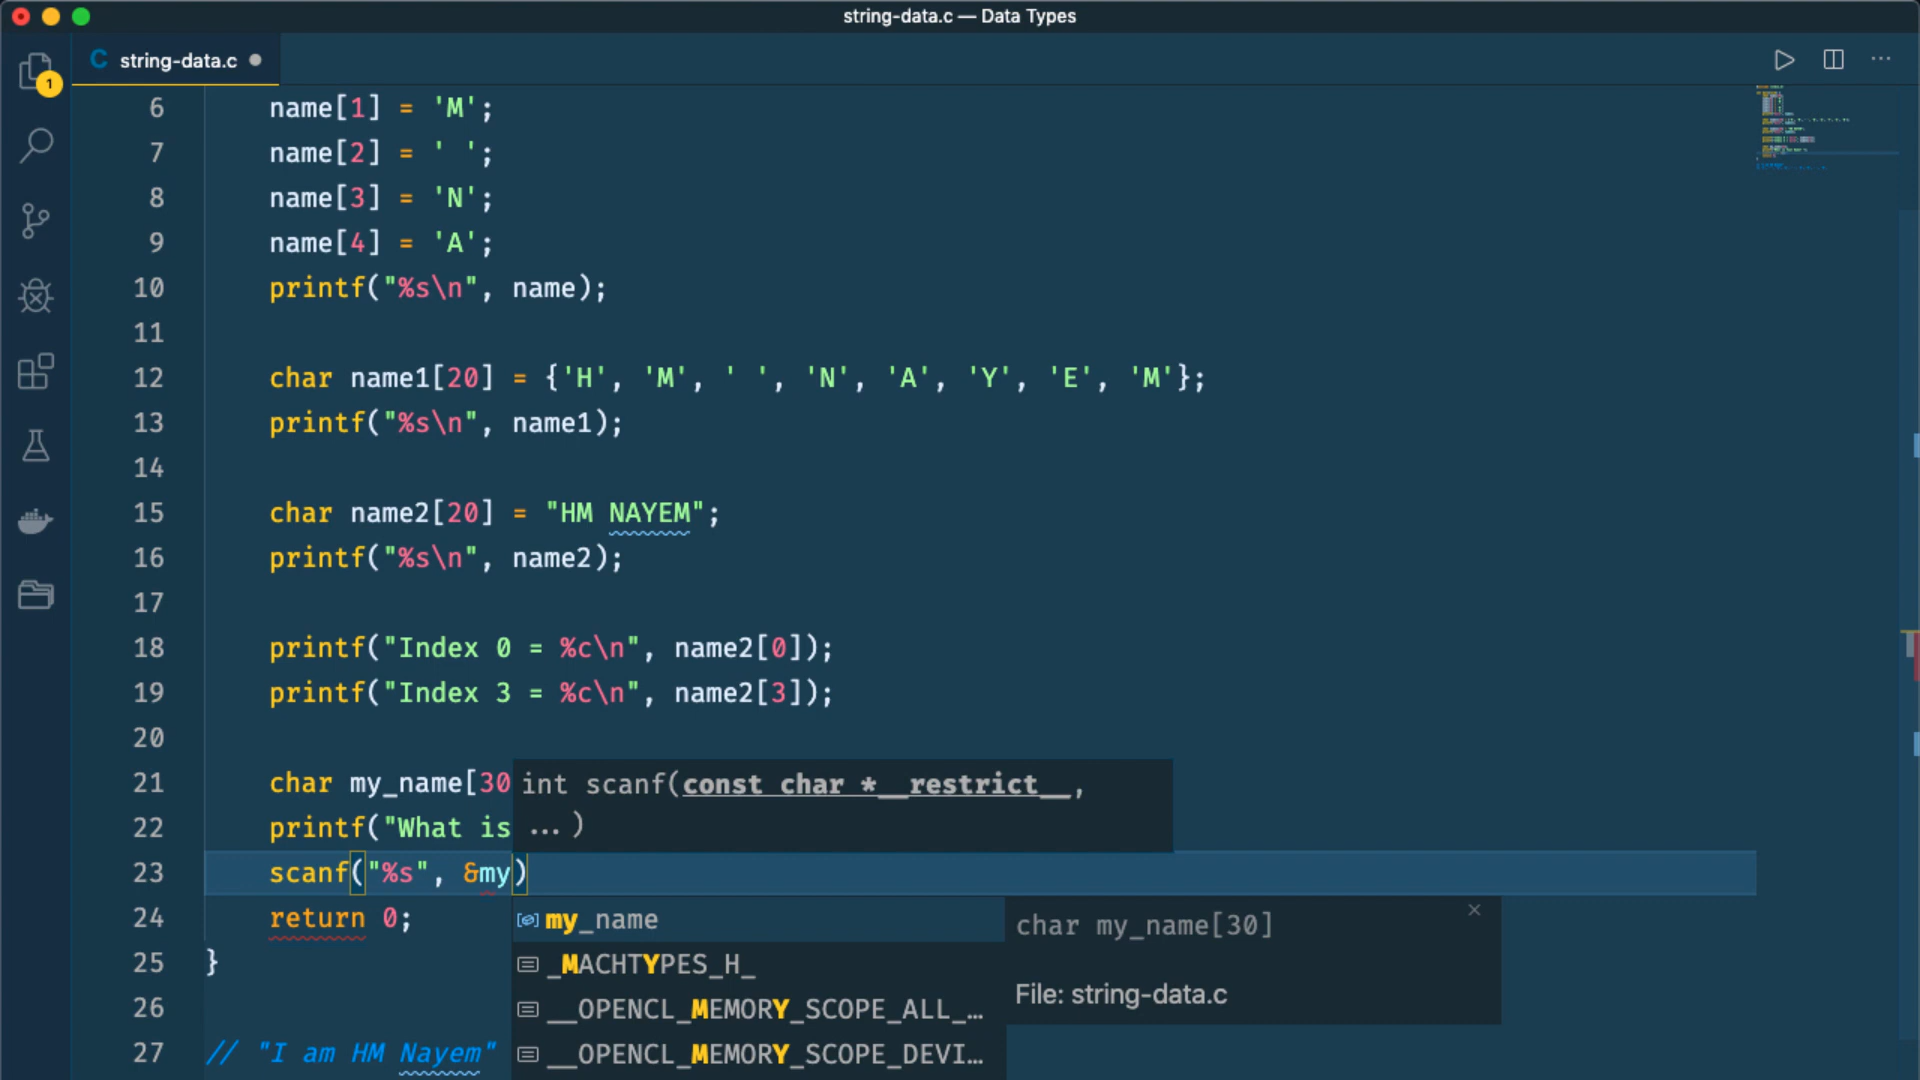 string-data.c — Data Types
1
C string-data.c
6 name[1] = 'M';
7 name[2] = ' ';
8 name[3] = 'N';
9 name[4] = 'A';
10 printf("%s\n", name);
11
12 char name1[20] = {'H', 'M', ' ', 'N', 'A', 'Y', 'E', 'M'};
13 printf("%s\n", name1);
14
15 char name2[20] = "HM NAYEM";
16 printf("%s\n", name2);
17
18 printf("Index 0 = %c\n", name2[0]);
19 printf("Index 3 = %c\n", name2[3]);
20
21 char my_name[30
int scanf(const char *__restrict__,
...)
22 printf("What is
23 scanf("%s", &my)
24 return 0;
25 }
26
27 // "I am HM Nayem"
my_name
_MACHTYPES_H_
__OPENCL_MEMORY_SCOPE_ALL_…
__OPENCL_MEMORY_SCOPE_DEVI…
char my_name[30]
File: string-data.c